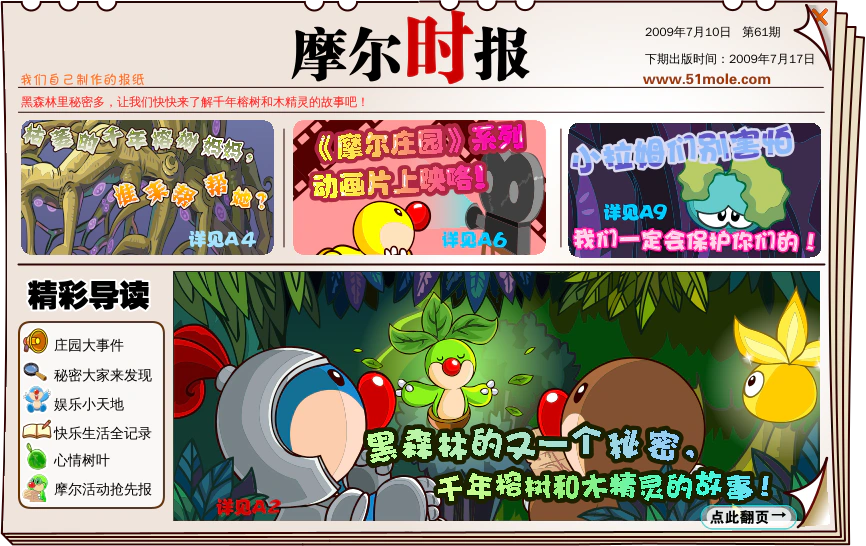 摩尔时报
2009年7月10日 第61期
下期出版时间：2009年7月17日
www.51mole.com
我们自己制作的报纸
黑森林里秘密多，让我们快快来了解千年榕树和木精灵的故事吧！
枯萎的千年榕树妈妈，
谁来帮帮她？
详见A4
《摩尔庄园》系列
动画片上映咯！
详见A6
小拉姆们别害怕
详见A9
我们一定会保护你们的！
精彩导读
庄园大事件
秘密大家来发现
娱乐小天地
快乐生活全记录
心情树叶
摩尔活动抢先报
黑森林的又一个秘密，
千年榕树和木精灵的故事！
详见A2
点此翻页→